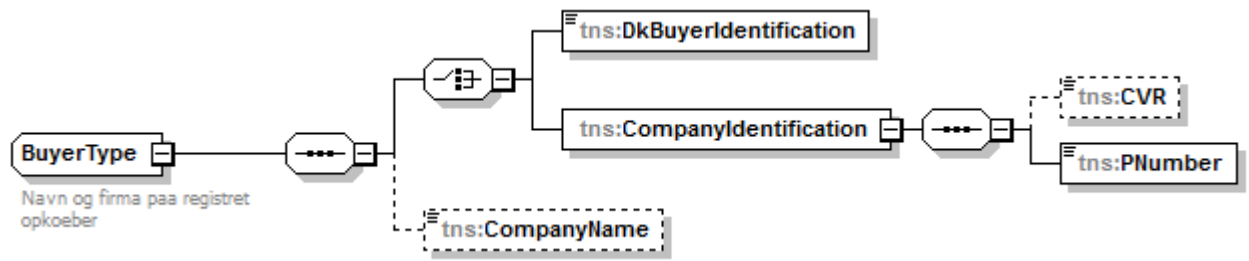 tns:DkBuyerIdentification
tns:CVR
tns:CompanyIdentification
BuyerType
tns:PNumber
Navn og firma paa registret
opkoeber
tns:CompanyName